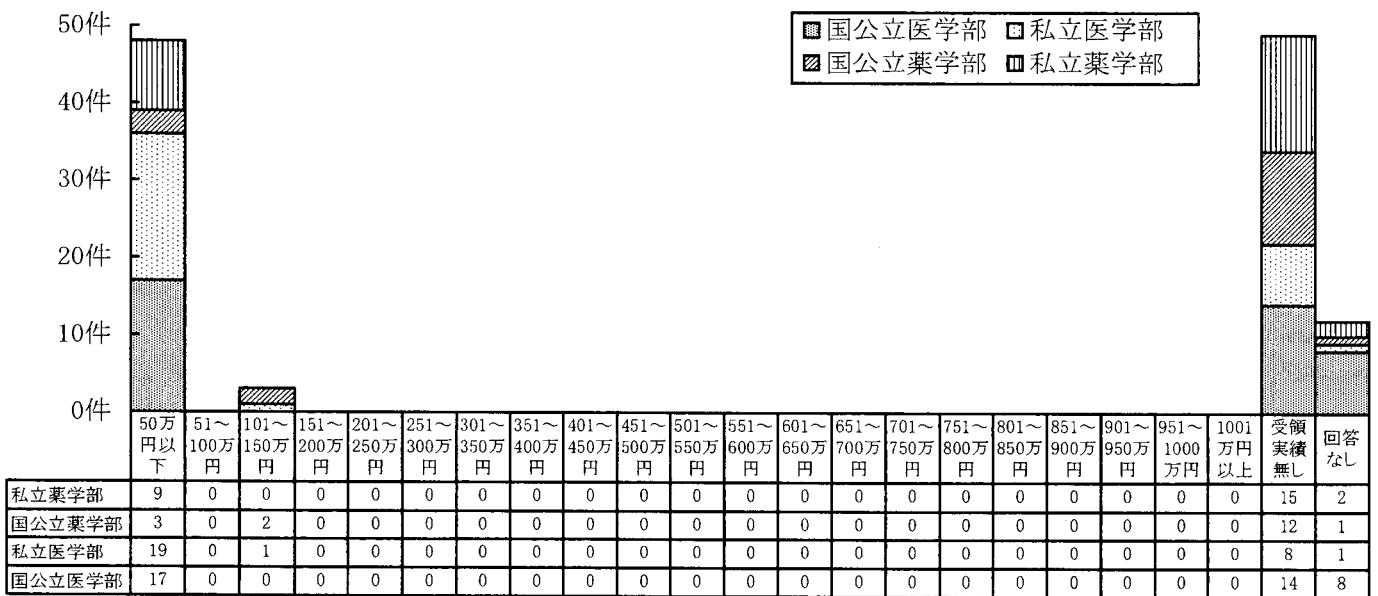 50件
40件
30件
20件
10件
0件
国公立医学部 私立医学部
国公立薬学部 私立薬学部
50万円以下 51～100万円 101～150万円 151～200万円 201～250万円 251～300万円 301～350万円 351～400万円 401～450万円 451～500万円 501～550万円 551～600万円 601～650万円 651～700万円 701～750万円 751～800万円 801～850万円 851～900万円 901～950万円 951～1000万円 1001万円以上 受領実績無し 回答なし
私立薬学部 9 0 0 0 0 0 0 0 0 0 0 0 0 0 0 0 0 0 0 0 0 15 2
国公立薬学部 3 0 2 0 0 0 0 0 0 0 0 0 0 0 0 0 0 0 0 0 0 12 1
私立医学部 19 0 1 0 0 0 0 0 0 0 0 0 0 0 0 0 0 0 0 0 0 8 1
国公立医学部 17 0 0 0 0 0 0 0 0 0 0 0 0 0 0 0 0 0 0 0 0 14 8